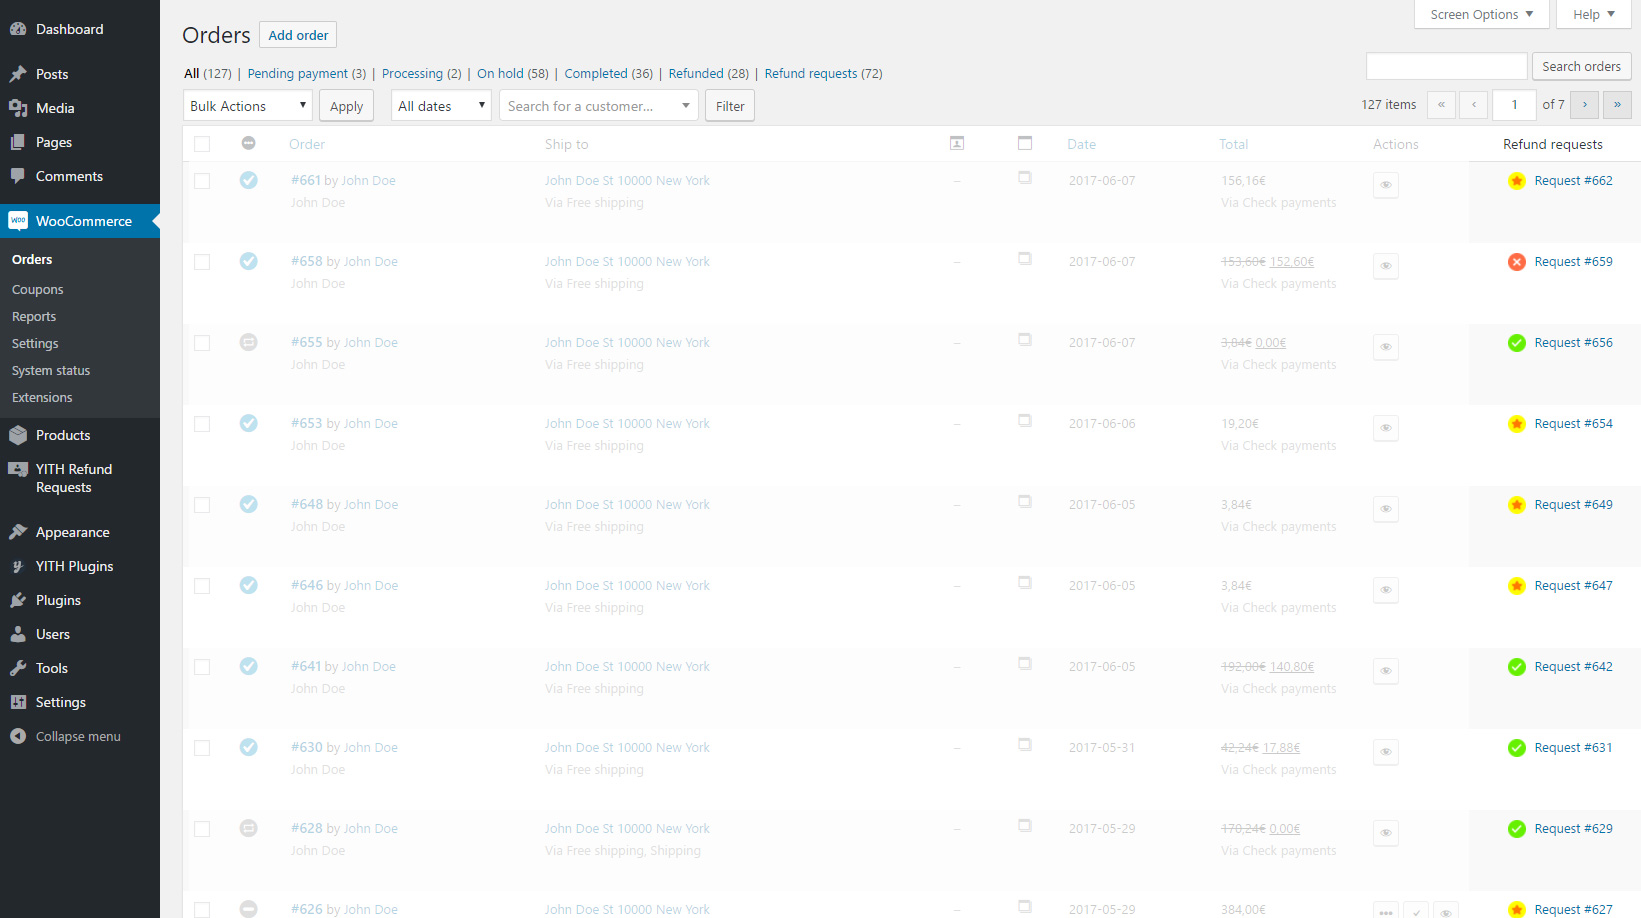 Dashboard
Posts
Media
Pages
Comments
WooCommerce
Orders
Coupons
Reports
Settings
System status
Extensions
Products
YITH Refund
Requests
Appearance
YITH Plugins
Plugins
Users
Tools
Settings
Collapse menu
Screen Options ▼ Help ▼
Orders Add order
All (127) | Pending payment (3) | Processing (2) | On hold (58) | Completed (36) | Refunded (28) | Refund requests (72)
Search orders
Bulk Actions Apply All dates Search for a customer... Filter
127 items « ‹ 1 of 7 › »
Order Ship to Date Total Actions Refund requests
#661 by John Doe John Doe St 10000 New York – 2017-06-07 156,16€ Request #662
John Doe Via Free shipping Via Check payments
#658 by John Doe John Doe St 10000 New York – 2017-06-07 153,60€ 152,60€ Request #659
John Doe Via Free shipping Via Check payments
#655 by John Doe John Doe St 10000 New York – 2017-06-07 3,84€ 0,00€ Request #656
John Doe Via Free shipping Via Check payments
#653 by John Doe John Doe St 10000 New York – 2017-06-06 19,20€ Request #654
John Doe Via Free shipping Via Check payments
#648 by John Doe John Doe St 10000 New York – 2017-06-05 3,84€ Request #649
John Doe Via Free shipping Via Check payments
#646 by John Doe John Doe St 10000 New York – 2017-06-05 3,84€ Request #647
John Doe Via Free shipping Via Check payments
#641 by John Doe John Doe St 10000 New York – 2017-06-05 192,00€ 140,80€ Request #642
John Doe Via Free shipping Via Check payments
#630 by John Doe John Doe St 10000 New York – 2017-05-31 42,24€ 17,88€ Request #631
John Doe Via Free shipping Via Check payments
#628 by John Doe John Doe St 10000 New York – 2017-05-29 170,24€ 0,00€ Request #629
John Doe Via Free shipping, Shipping Via Check payments
#626 by John Doe John Doe St 10000 New York – 2017-05-29 384,00€ Request #627